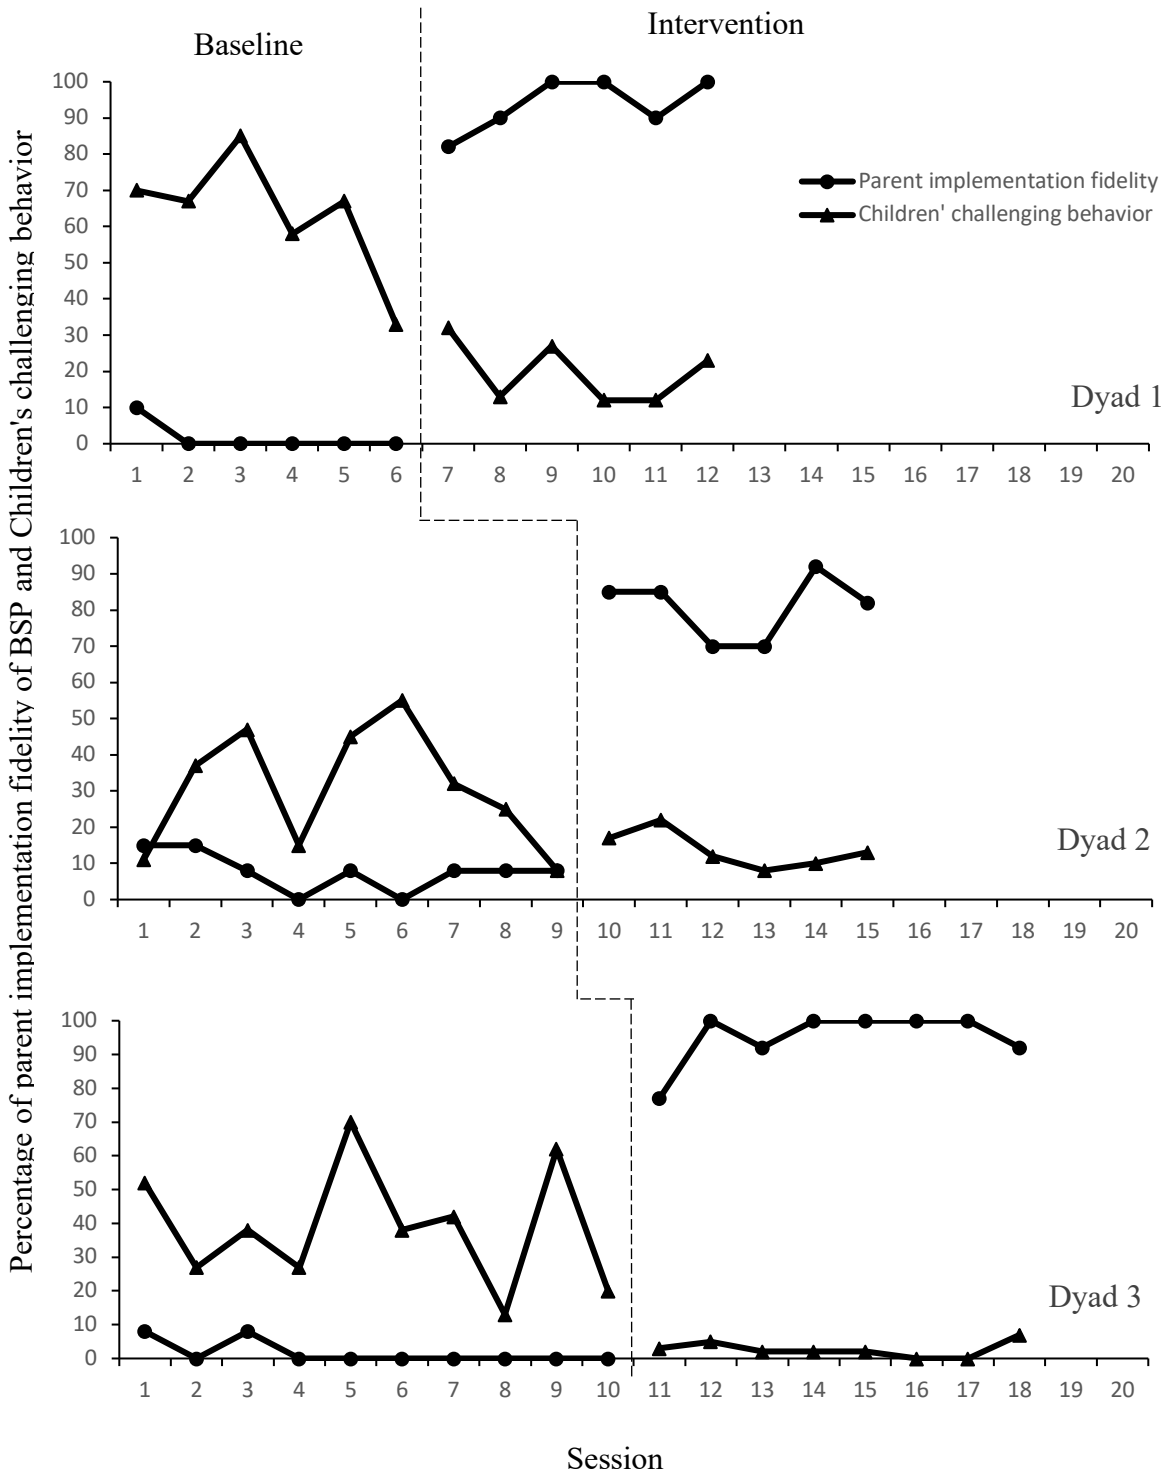 Baseline
Intervention
Percentage of parent implementation fidelity of BSP and Children's challenging behavior
100
90
80
70
60
50
40
30
20
10
0
Parent implementation fidelity
Children' challenging behavior
Dyad 1
1 2 3 4 5 6 7 8 9 10 11 12 13 14 15 16 17 18 19 20
100
90
80
70
60
50
40
30
20
10
0
Dyad 2
1 2 3 4 5 6 7 8 9 10 11 12 13 14 15 16 17 18 19 20
100
90
80
70
60
50
40
30
20
10
0
Dyad 3
1 2 3 4 5 6 7 8 9 10 11 12 13 14 15 16 17 18 19 20
Session